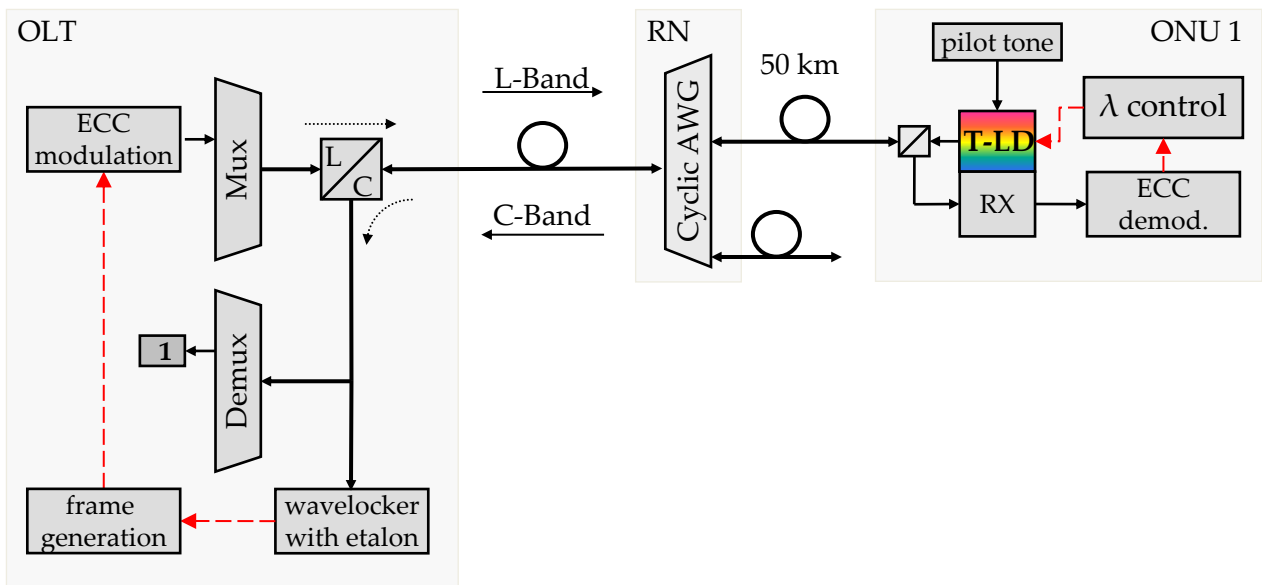 OLT
ECC
modulation
Mux
L
C
Demux
1
frame
generation
wavelocker
with etalon
L-Band
C-Band
RN
Cyclic AWG
50 km
ONU 1
pilot tone
T-LD
RX
λ control
ECC
demod.